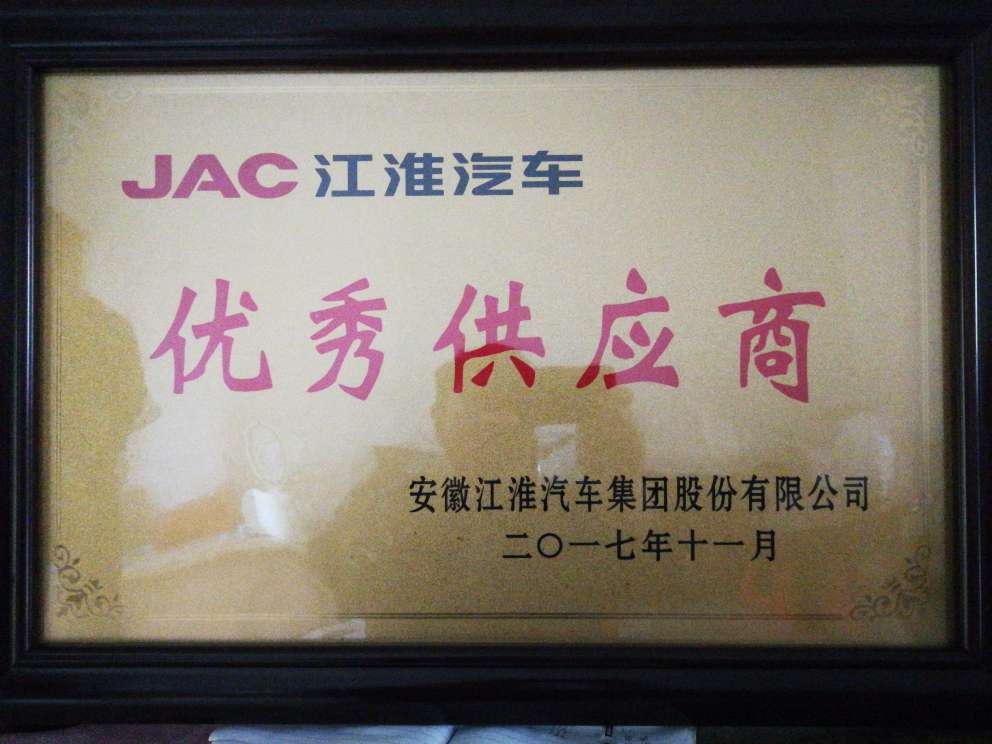 JAC 江淮汽车
优秀供应商
安徽江淮汽车集团股份有限公司
二〇一七年十一月